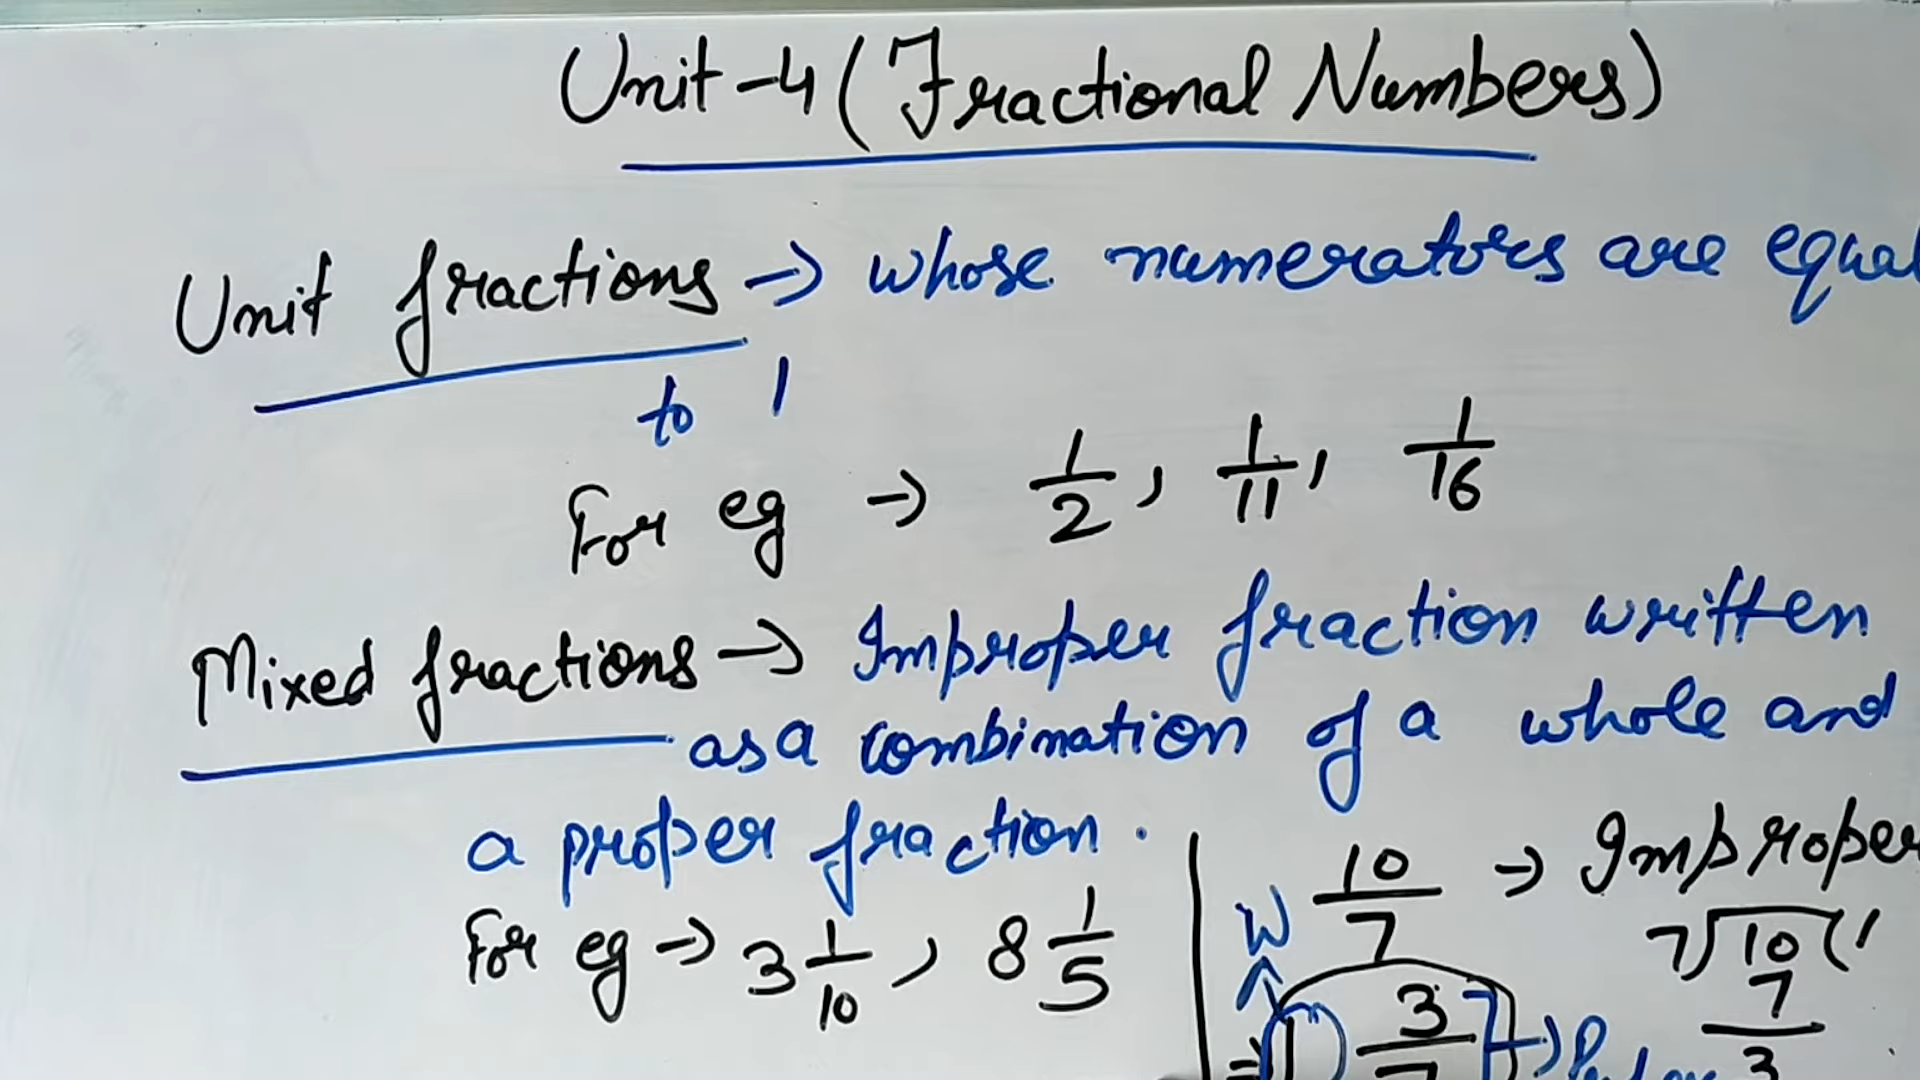 Unit-4 (Fractional Numbers)
Unit fractions → whose numerators are equal
to 1
For eg → 1/2, 1/11, 1/16
Mixed fractions → Improper fraction written
as a combination of a whole and
a proper fraction.
For eg → 3 1/10, 8 1/5
10/7 → Improper
W
7)10(1
7
3
⇒ 1 3/7 →